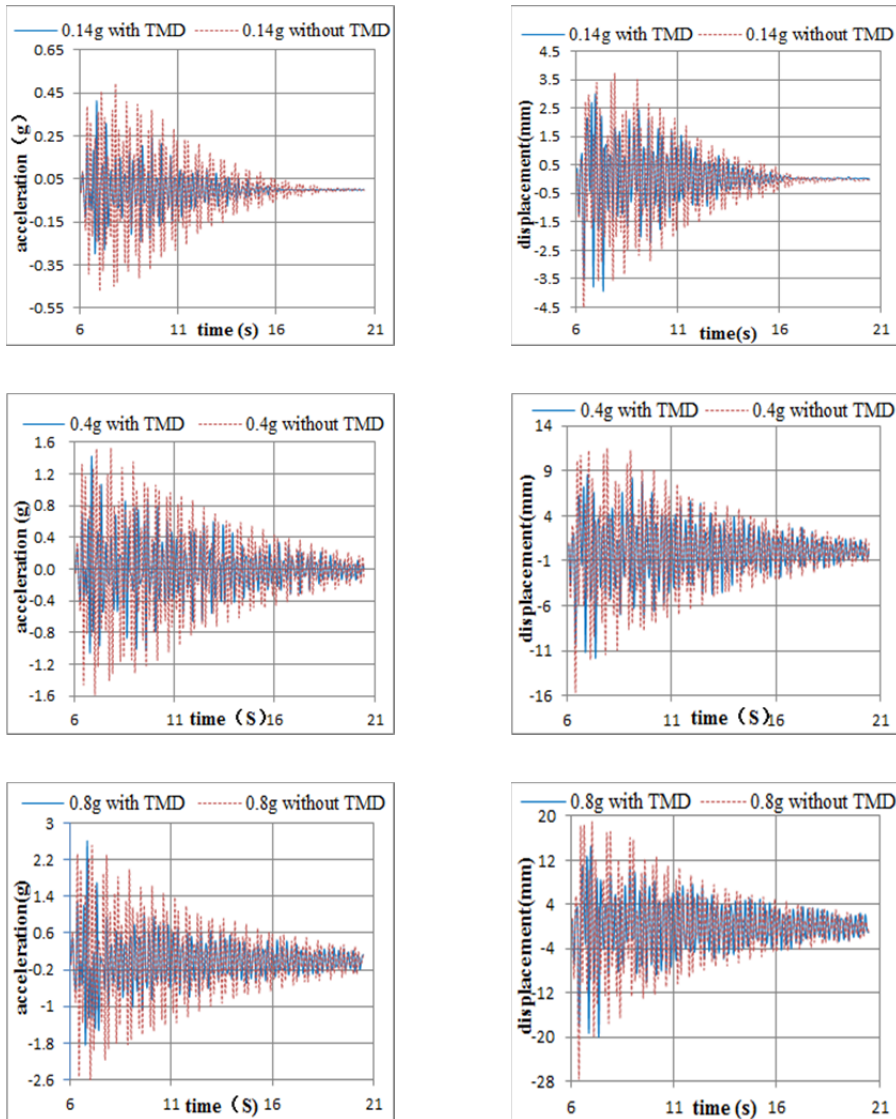 0.14g with TMD 0.14g without TMD
0.65
0.45
0.25
0.05
-0.15
-0.35
-0.55
acceleration（g）
6 11 16 21
time (s)
0.14g with TMD 0.14g without TMD
4.5
3.5
2.5
1.5
0.5
-0.5
-1.5
-2.5
-3.5
-4.5
displacement(mm)
6 11 16 21
time(s)
0.4g with TMD 0.4g without TMD
1.6
1.2
0.8
0.4
0.0
-0.4
-0.8
-1.2
-1.6
acceleration (g)
6 11 16 21
time（S）
0.4g with TMD 0.4g without TMD
14
9
4
-1
-6
-11
-16
displacement(mm)
6 11 16 21
time（S）
0.8g with TMD 0.8g without TMD
3
2.2
1.4
0.6
-0.2
-1
-1.8
-2.6
acceleration(g)
6 11 16 21
time（S）
0.8g with TMD 0.8g without TMD
20
12
4
-4
-12
-20
-28
displacement(mm)
6 11 16 21
time (s)